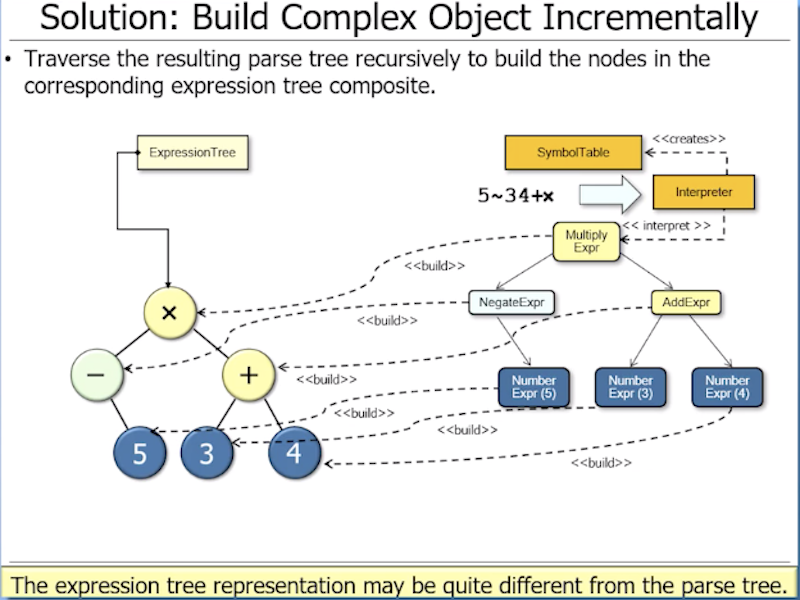 Solution: Build Complex Object Incrementally
• Traverse the resulting parse tree recursively to build the nodes in the
corresponding expression tree composite.
ExpressionTree
SymbolTable
<<creates>>
5~34+×
Interpreter
Multiply
Expr
<< interpret >>
<<build>>
NegateExpr
AddExpr
×
<<build>>
−
+
<<build>>
Number
Expr (5)
Number
Expr (3)
Number
Expr (4)
<<build>>
<<build>>
5
3
4
<<build>>
The expression tree representation may be quite different from the parse tree.